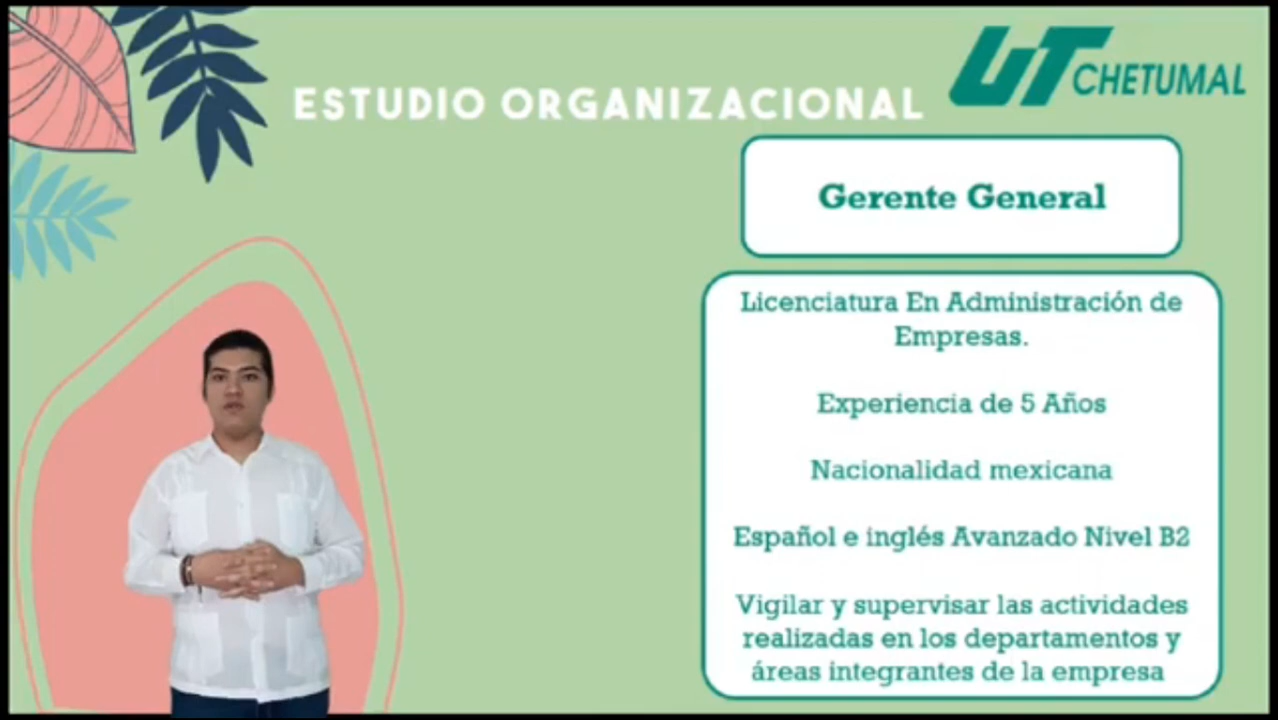 ESTUDIO ORGANIZACIONAL
UT CHETUMAL
Gerente General
Licenciatura En Administración de
Empresas.
Experiencia de 5 Años
Nacionalidad mexicana
Español e inglés Avanzado Nivel B2
Vigilar y supervisar las actividades
realizadas en los departamentos y
áreas integrantes de la empresa